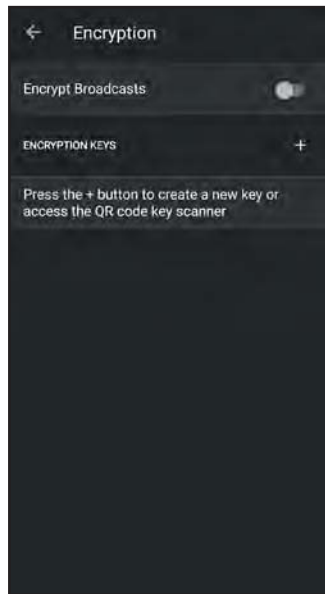 Encryption
Encrypt Broadcasts
ENCRYPTION KEYS
Press the + button to create a new key or
access the QR code key scanner